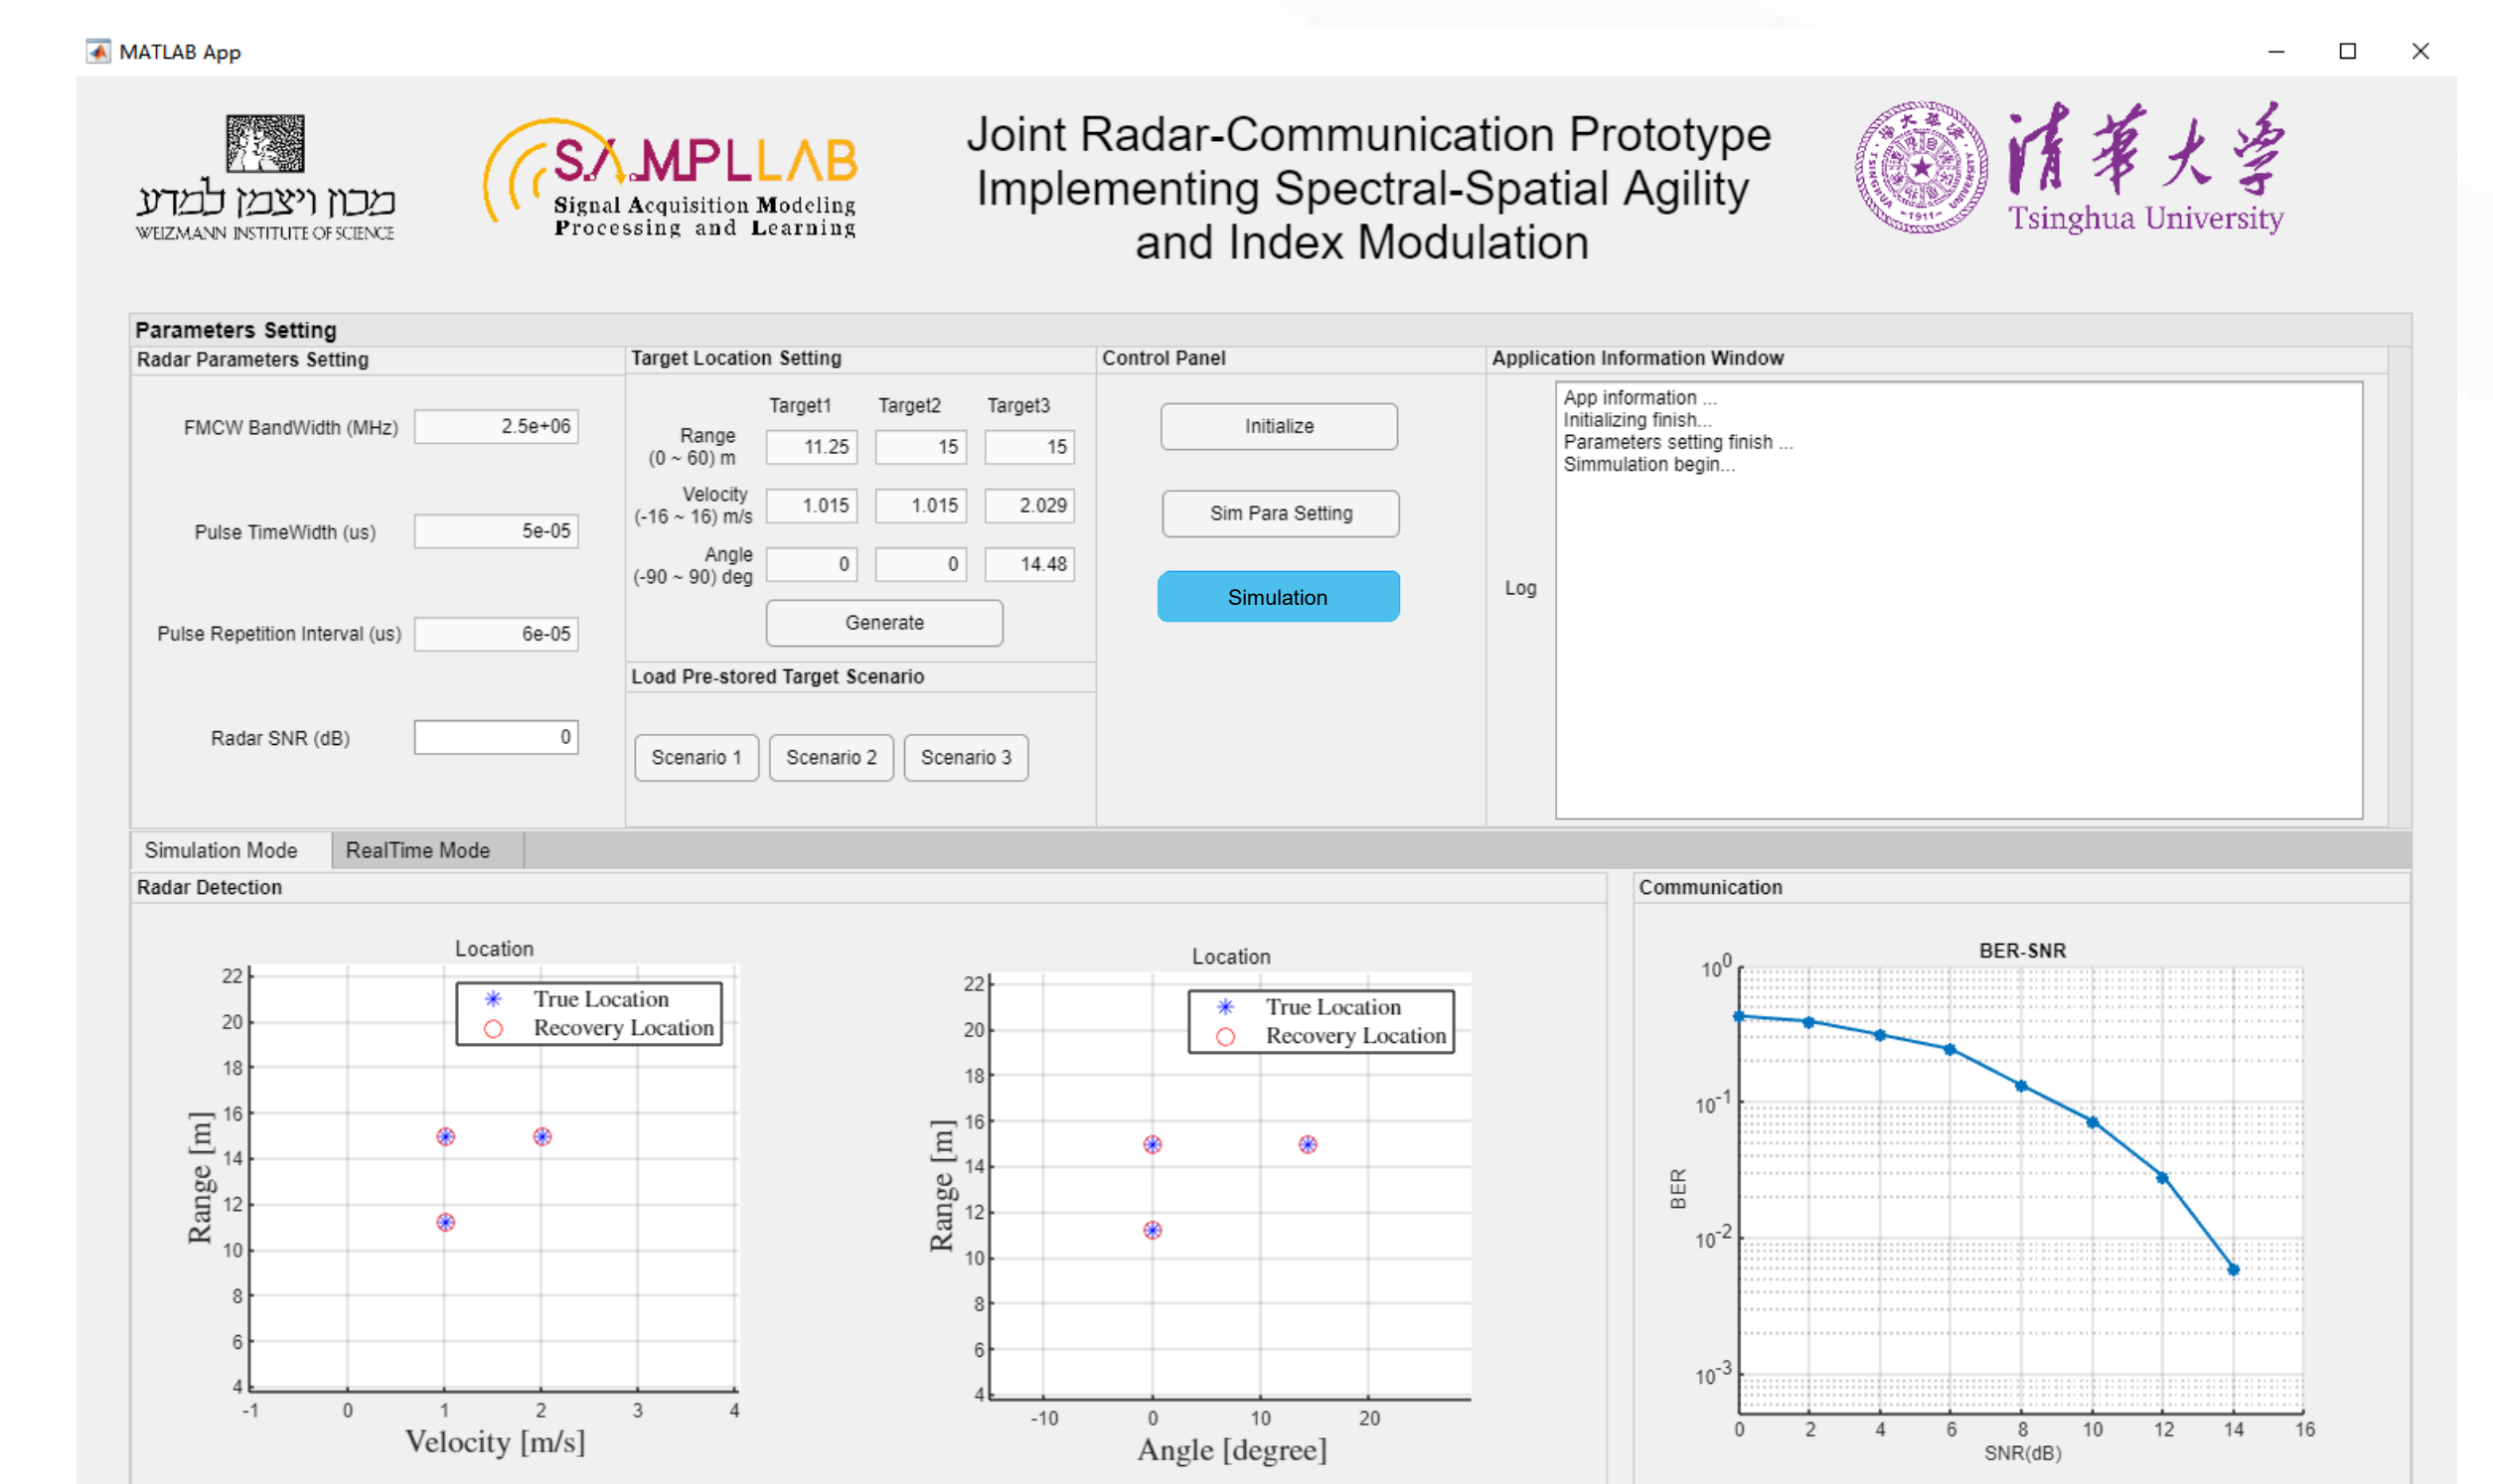 MATLAB App
מכון ויצמן למדע
WEIZMANN INSTITUTE OF SCIENCE
SAMPLLAB
Signal Acquisition Modeling
Processing and Learning
Joint Radar-Communication Prototype
Implementing Spectral-Spatial Agility
and Index Modulation
清華大学
Tsinghua University
TSINGHUA UNIVERSITY
-1911-
Parameters Setting
Radar Parameters Setting
FMCW BandWidth (MHz) 2.5e+06
Pulse TimeWidth (us) 5e-05
Pulse Repetition Interval (us) 6e-05
Radar SNR (dB) 0
Target Location Setting
Target1 Target2 Target3
Range
(0 ~ 60) m 11.25 15 15
Velocity
(-16 ~ 16) m/s 1.015 1.015 2.029
Angle
(-90 ~ 90) deg 0 0 14.48
Generate
Load Pre-stored Target Scenario
Scenario 1 Scenario 2 Scenario 3
Control Panel
Initialize
Sim Para Setting
Simulation
Application Information Window
Log
App information ...
Initializing finish...
Parameters setting finish ...
Simmulation begin...
Simulation Mode RealTime Mode
Radar Detection
Location
True Location
Recovery Location
22
20
18
16
14
12
10
8
6
4
Range [m]
-1 0 1 2 3 4
Velocity [m/s]
Location
True Location
Recovery Location
22
20
18
16
14
12
10
8
6
4
Range [m]
-10 0 10 20
Angle [degree]
Communication
BER-SNR
10^0
10^-1
10^-2
10^-3
BER
0 2 4 6 8 10 12 14 16
SNR(dB)